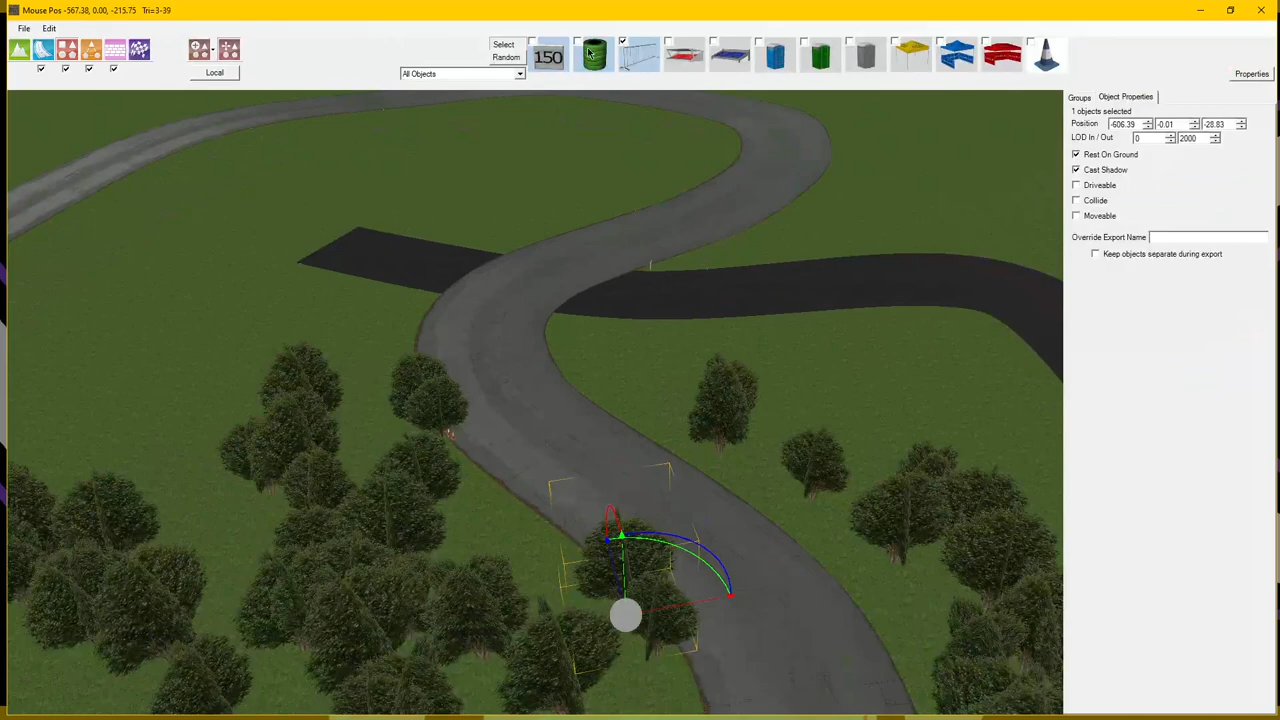 Mouse Pos -567.38, 0.00, -215.75  Tri=3-39
File  Edit
Local
Select
Random
All Objects
150
Properties
Groups  Object Properties
1 objects selected
Position  -606.39  -0.01  -28.83
LOD In / Out  0  2000
Rest On Ground
Cast Shadow
Driveable
Collide
Moveable
Override Export Name
Keep objects separate during export